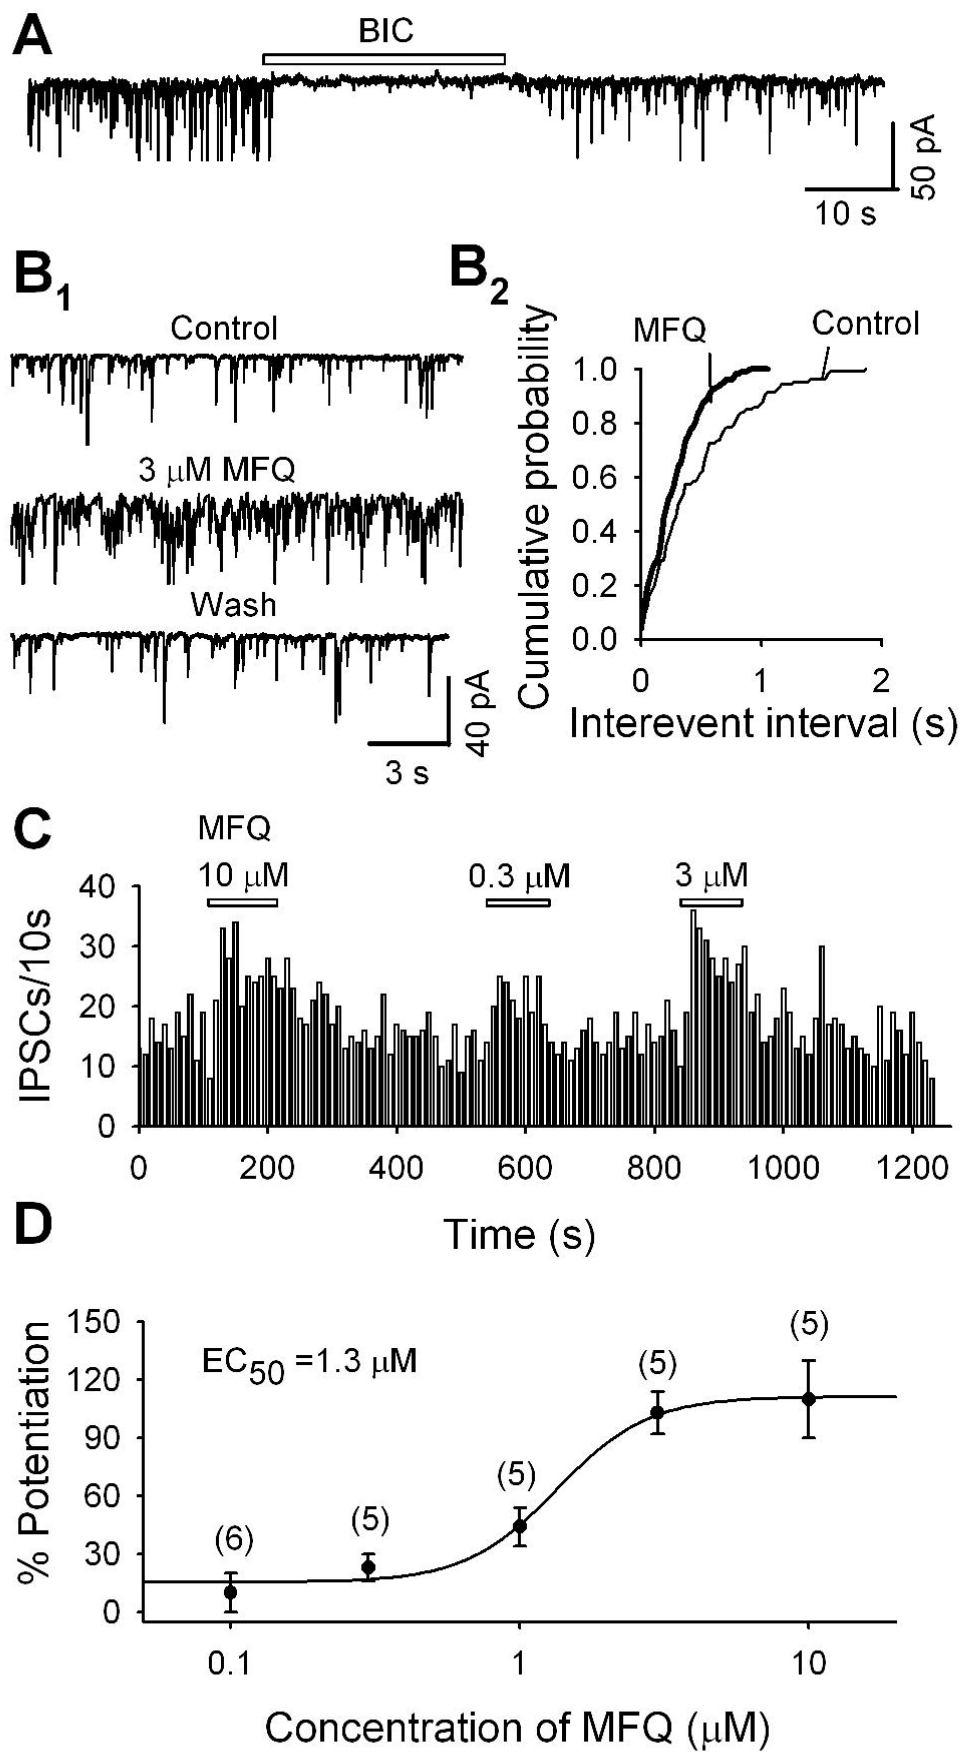 A
BIC
50 pA
10 s
B1
B2
Control
3 μM MFQ
Wash
40 pA
3 s
MFQ
Control
Cumulative probability
1.0
0.8
0.6
0.4
0.2
0.0
0 1 2
Interevent interval (s)
C
MFQ
10 μM 0.3 μM 3 μM
IPSCs/10s
40
30
20
10
0
0 200 400 600 800 1000 1200
Time (s)
D
% Potentiation
150
120
90
60
30
0
EC50 =1.3 μM
(6)
(5)
(5)
(5)
(5)
0.1 1 10
Concentration of MFQ (μM)